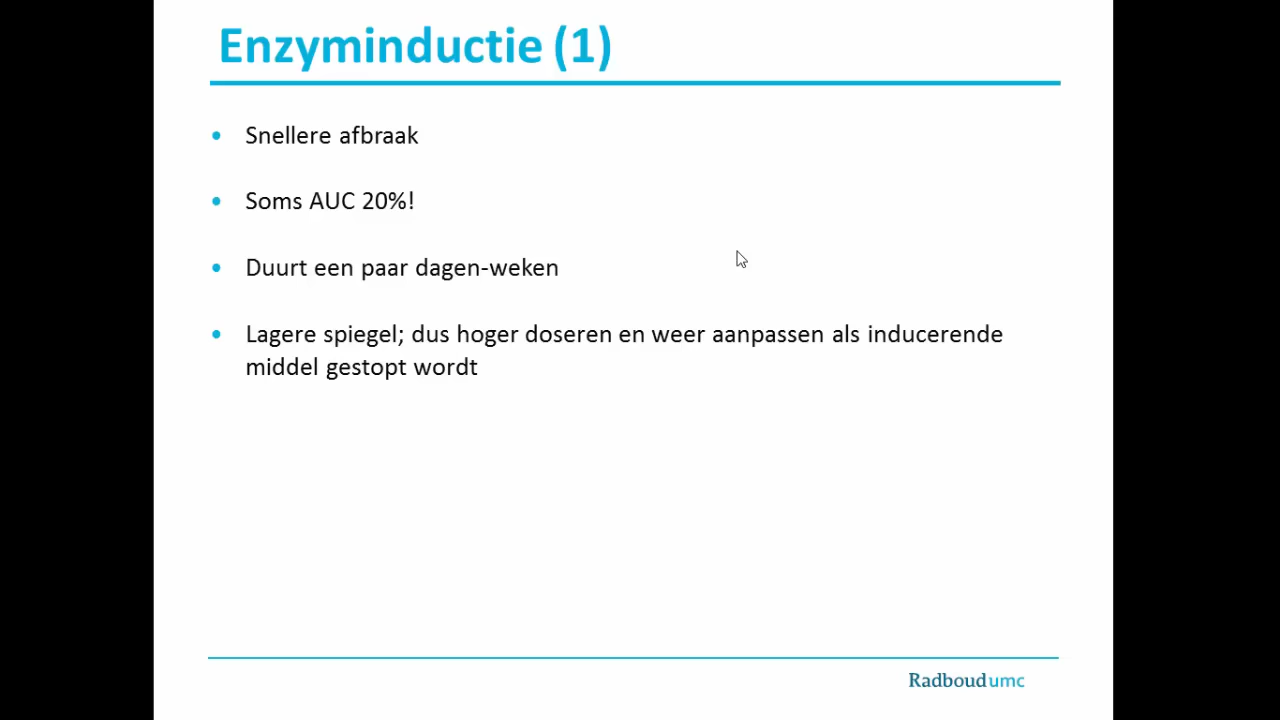 Enzyminductie (1)
• Snellere afbraak
• Soms AUC 20%!
• Duurt een paar dagen-weken
• Lagere spiegel; dus hoger doseren en weer aanpassen als inducerende
middel gestopt wordt
Radboudumc